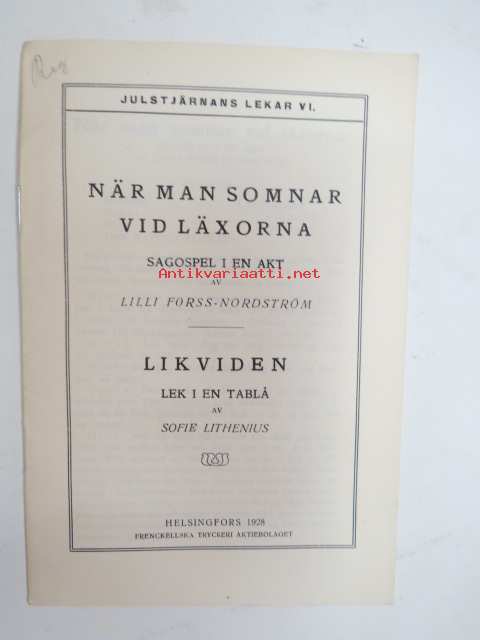 JULSTJÄRNANS LEKAR VI.
NÄR MAN SOMNAR
VID LÄXORNA
SAGOSPEL I EN AKT
Antikvariaatti.net
AV
LILLI FORSS-NORDSTRÖM
LIKVIDEN
LEK I EN TABLÅ
AV
SOFIE LITHENIUS
HELSINGFORS 1928
FRENCKELLSKA TRYCKERI AKTIEBOLAGET